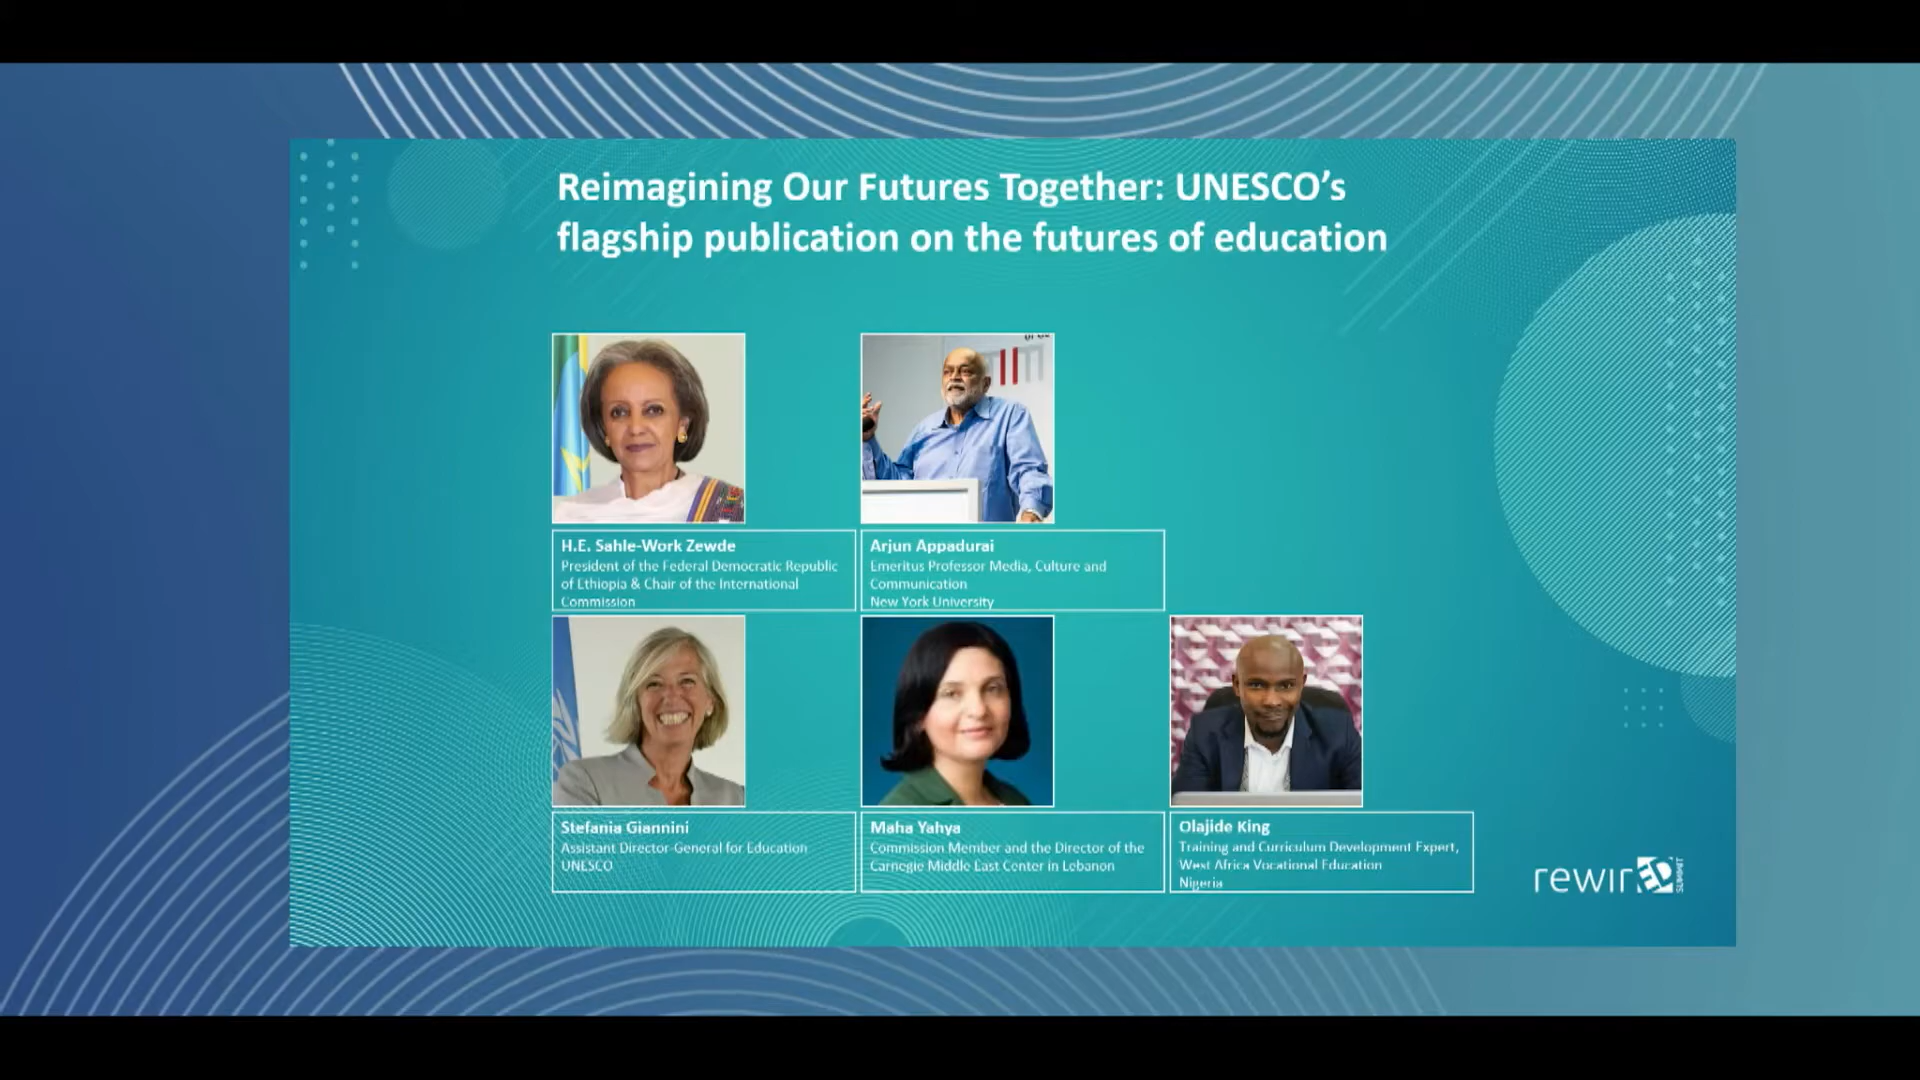 Reimagining Our Futures Together: UNESCO’s
flagship publication on the futures of education
H.E. Sahle-Work Zewde
President of the Federal Democratic Republic
of Ethiopia & Chair of the International
Commission
Arjun Appadurai
Emeritus Professor Media, Culture and
Communication
New York University
Stefania Giannini
Assistant Director-General for Education
UNESCO
Maha Yahya
Commission Member and the Director of the
Carnegie Middle East Center in Lebanon
Olajide King
Training and Curriculum Development Expert,
West Africa Vocational Education
Nigeria
rewirED
SUMMIT